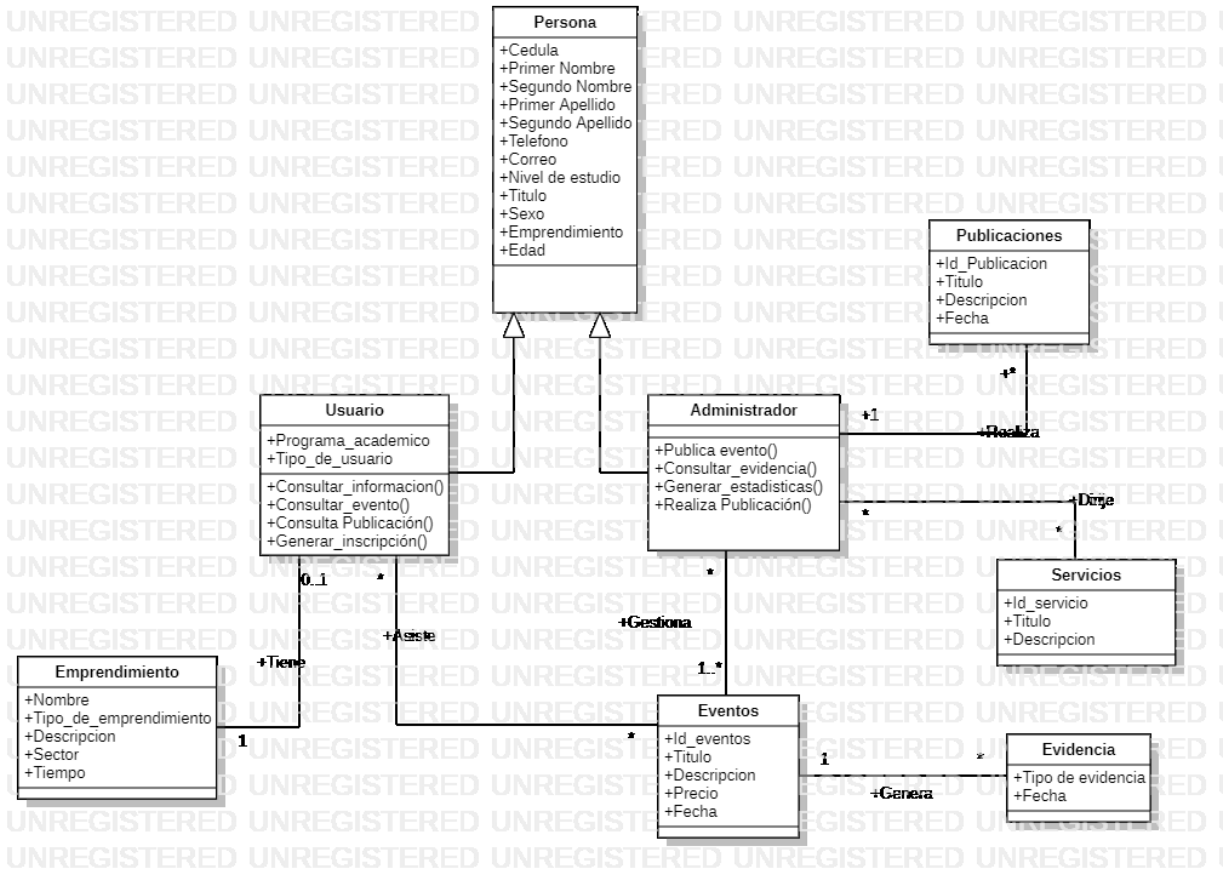 Persona
+Cedula
+Primer Nombre
+Segundo Nombre
+Primer Apellido
+Segundo Apellido
+Telefono
+Correo
+Nivel de estudio
+Titulo
+Sexo
+Emprendimiento
+Edad
Publicaciones
+Id_Publicacion
+Titulo
+Descripcion
+Fecha
+*
+1
+Realiza
Usuario
+Programa_academico
+Tipo_de_usuario
+Consultar_informacion()
+Consultar_evento()
+Consulta Publicación()
+Generar_inscripción()
Administrador
+Publica evento()
+Consultar_evidencia()
+Generar_estadisticas()
+Realiza Publicación()
+Dirije
*
*
Servicios
+Id_servicio
+Titulo
+Descripcion
0..1
*
+Asiste
+Tiene
*
+Gestiona
1..*
Emprendimiento
+Nombre
+Tipo_de_emprendimiento
+Descripcion
+Sector
+Tiempo
1
*
Eventos
+Id_eventos
+Titulo
+Descripcion
+Precio
+Fecha
1
*
+Genera
Evidencia
+Tipo de evidencia
+Fecha
UNREGISTERED